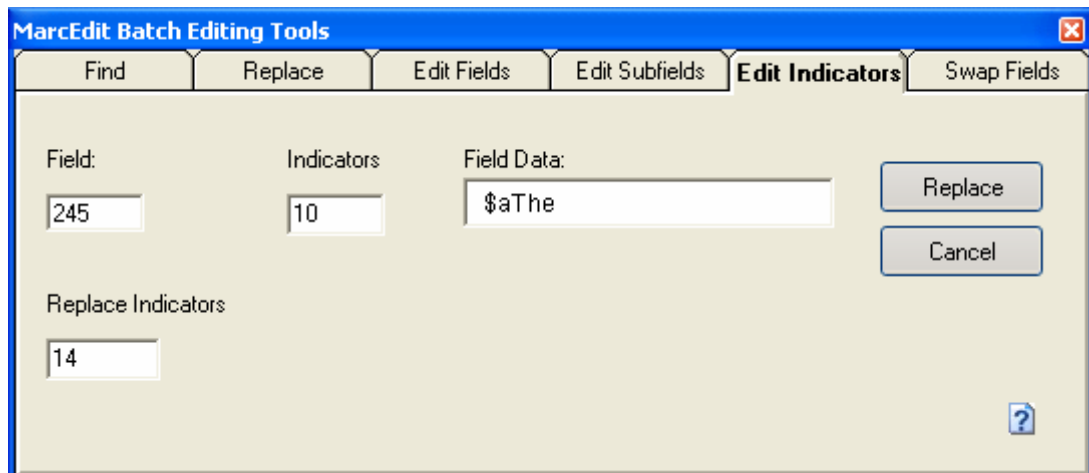 MarcEdit Batch Editing Tools
Find Replace Edit Fields Edit Subfields Edit Indicators Swap Fields
Field: Indicators Field Data:
245 10 $aThe
Replace
Cancel
Replace Indicators
14
?